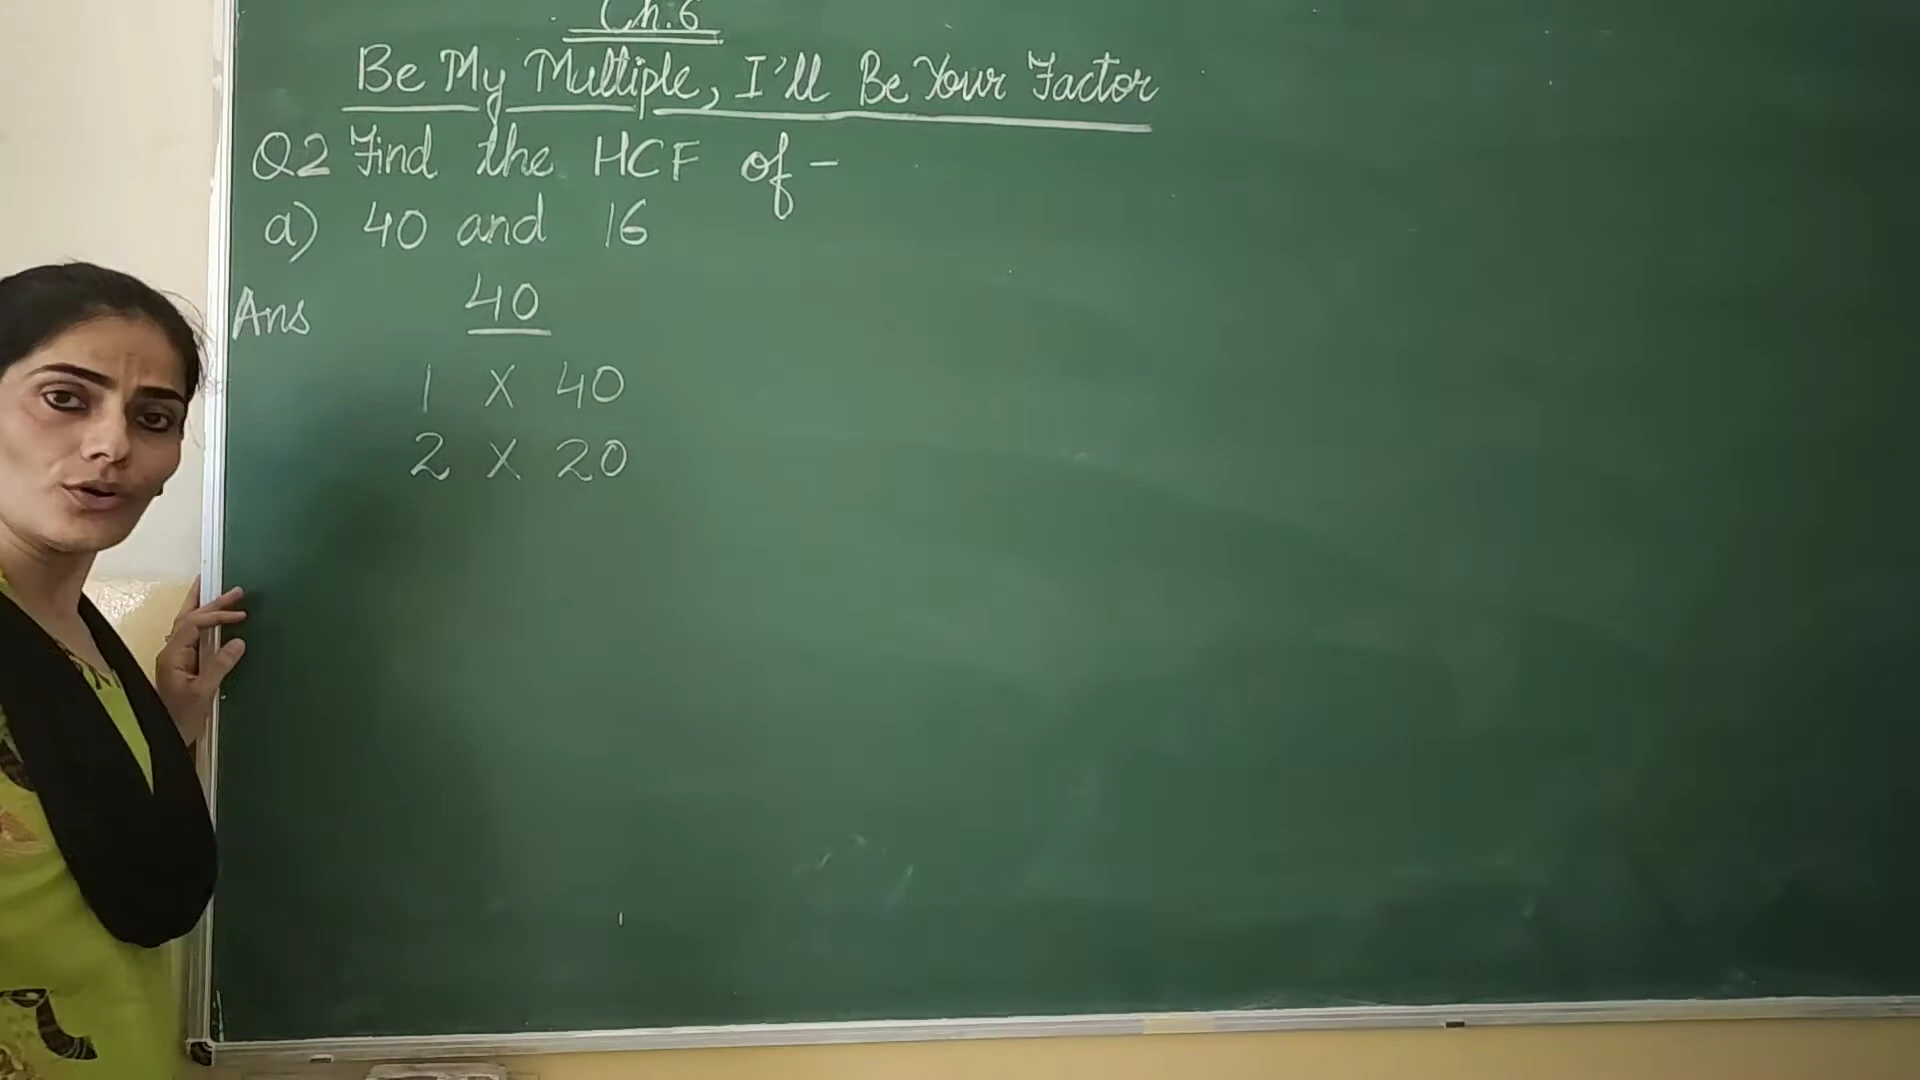 Ch.6
Be My Multiple, I'll Be Your Factor
Q2 Find the HCF of -
a) 40 and 16
Ans 40
1 X 40
2 X 20